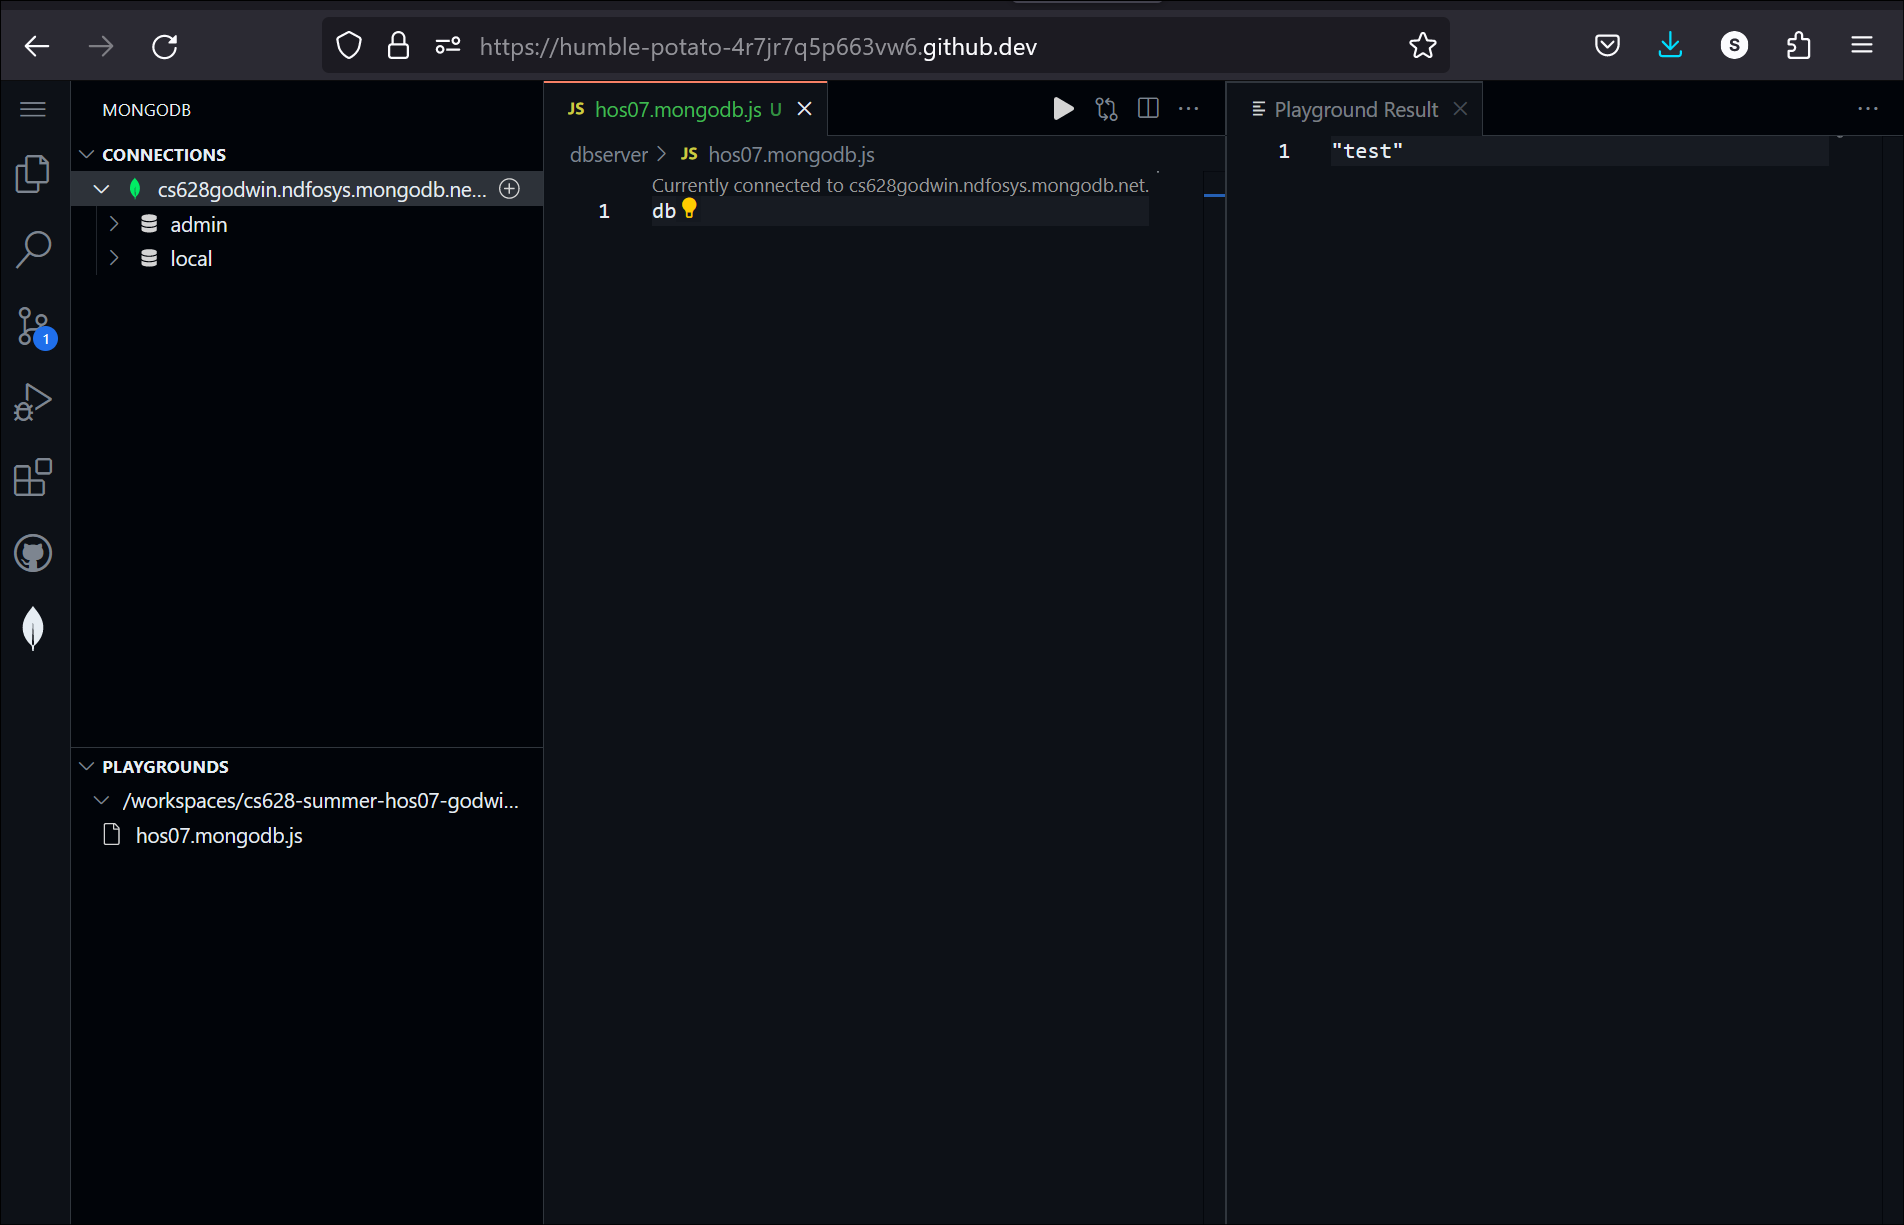 https://humble-potato-4r7jr7q5p663vw6.github.dev
S
MONGODB
CONNECTIONS
cs628godwin.ndfosys.mongodb.ne...
admin
local
1
PLAYGROUNDS
/workspaces/cs628-summer-hos07-godwi...
hos07.mongodb.js
JS hos07.mongodb.js U
dbserver > JS hos07.mongodb.js
Currently connected to cs628godwin.ndfosys.mongodb.net.
1 db
Playground Result
1 "test"